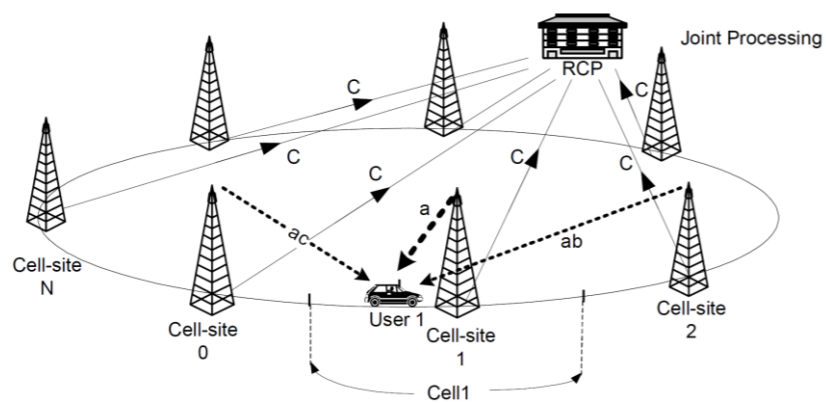 Joint Processing
RCP
C
C
C
C
C
C
C
a
ac
ab
Cell-site
N
User 1
Cell-site
0
Cell-site
1
Cell-site
2
Cell1